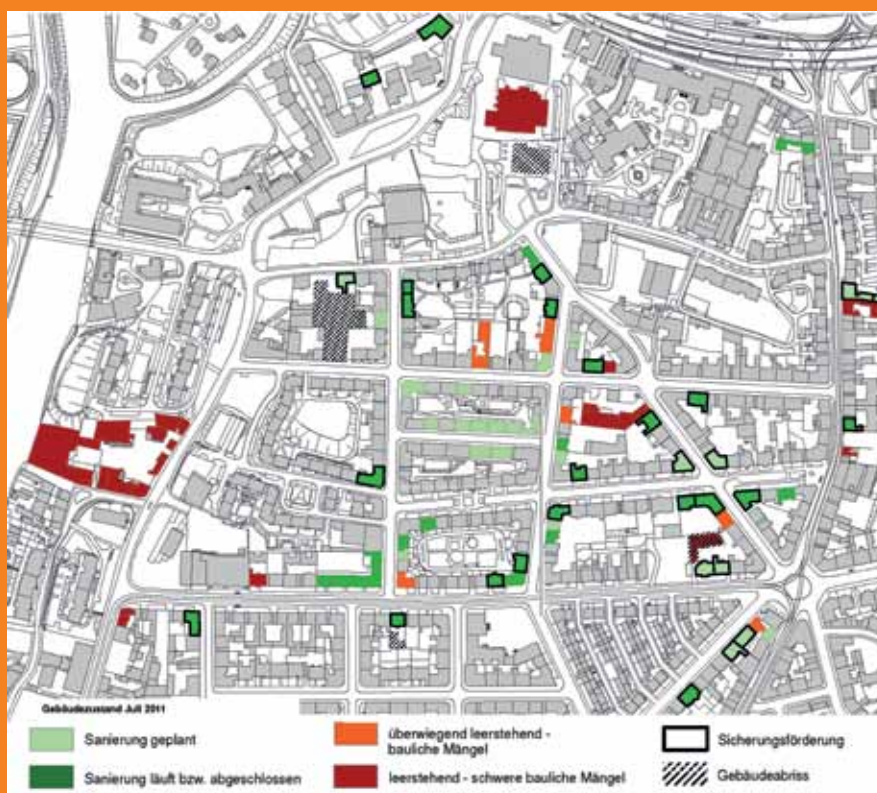 Gebäudezustand Juli 2011
Sanierung geplant
Sanierung läuft bzw. abgeschlossen
überwiegend leerstehend -
bauliche Mängel
leerstehend - schwere bauliche Mängel
Sicherungsförderung
Gebäudeabriss